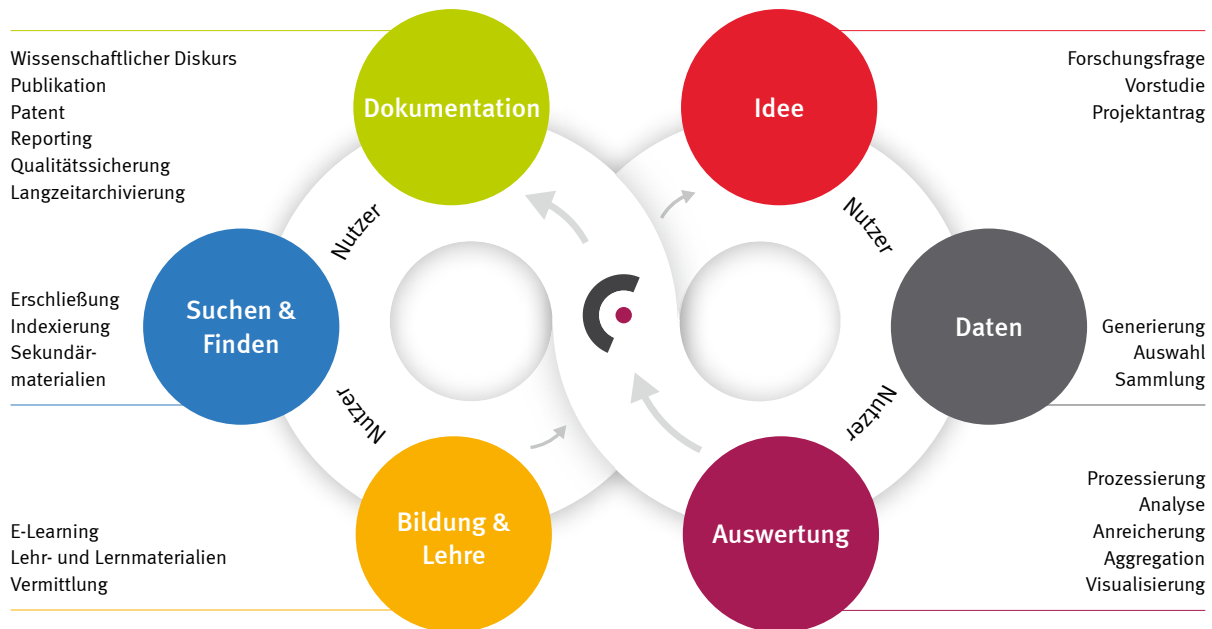 Wissenschaftlicher Diskurs
Publikation
Patent
Reporting
Qualitätssicherung
Langzeitarchivierung
Dokumentation
Idee
Forschungsfrage
Vorstudie
Projektantrag
Nutzer
Nutzer
Erschließung
Indexierung
Sekundär-
materialien
Suchen &
Finden
Daten
Generierung
Auswahl
Sammlung
Nutzer
Nutzer
E-Learning
Lehr- und Lernmaterialien
Vermittlung
Bildung &
Lehre
Auswertung
Prozessierung
Analyse
Anreicherung
Aggregation
Visualisierung